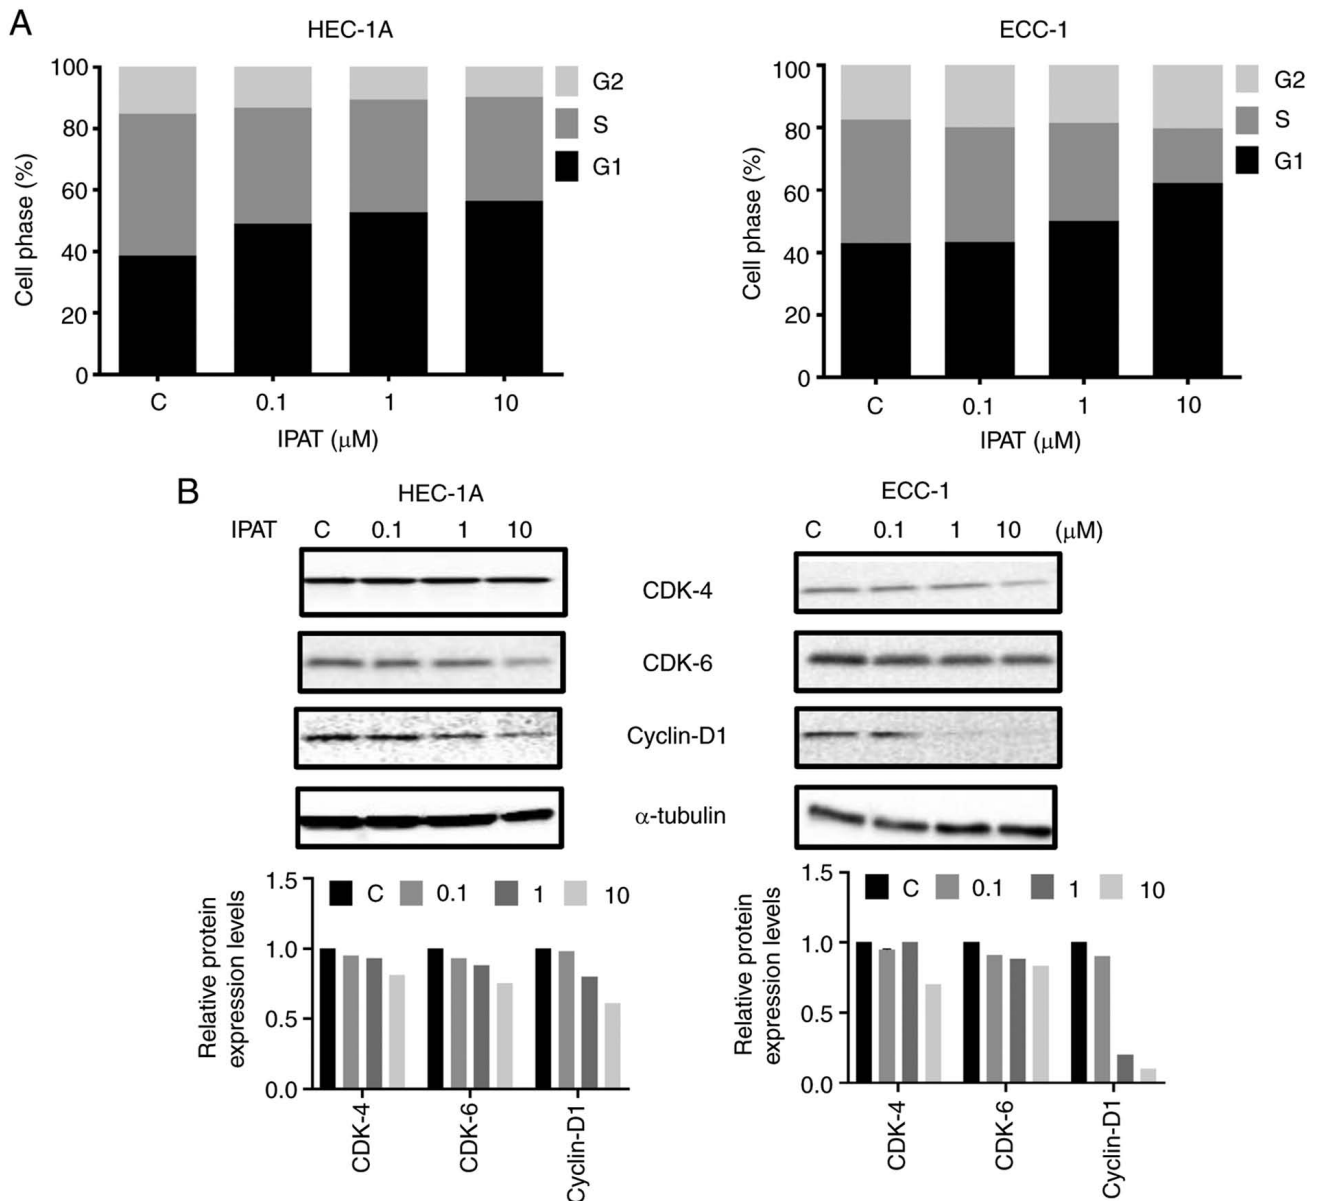 A
HEC-1A
ECC-1
Cell phase (%)
100
80
60
40
20
0
G2
S
G1
C 0.1 1 10
IPAT (μM)
Cell phase (%)
100
80
60
40
20
0
G2
S
G1
C 0.1 1 10
IPAT (μM)
B
HEC-1A
ECC-1
IPAT C 0.1 1 10
C 0.1 1 10 (μM)
CDK-4
CDK-6
Cyclin-D1
α-tubulin
Relative protein
expression levels
1.5
1.0
0.5
0.0
C 0.1 1 10
CDK-4
CDK-6
Cyclin-D1
Relative protein
expression levels
1.5
1.0
0.5
0.0
C 0.1 1 10
CDK-4
CDK-6
Cyclin-D1